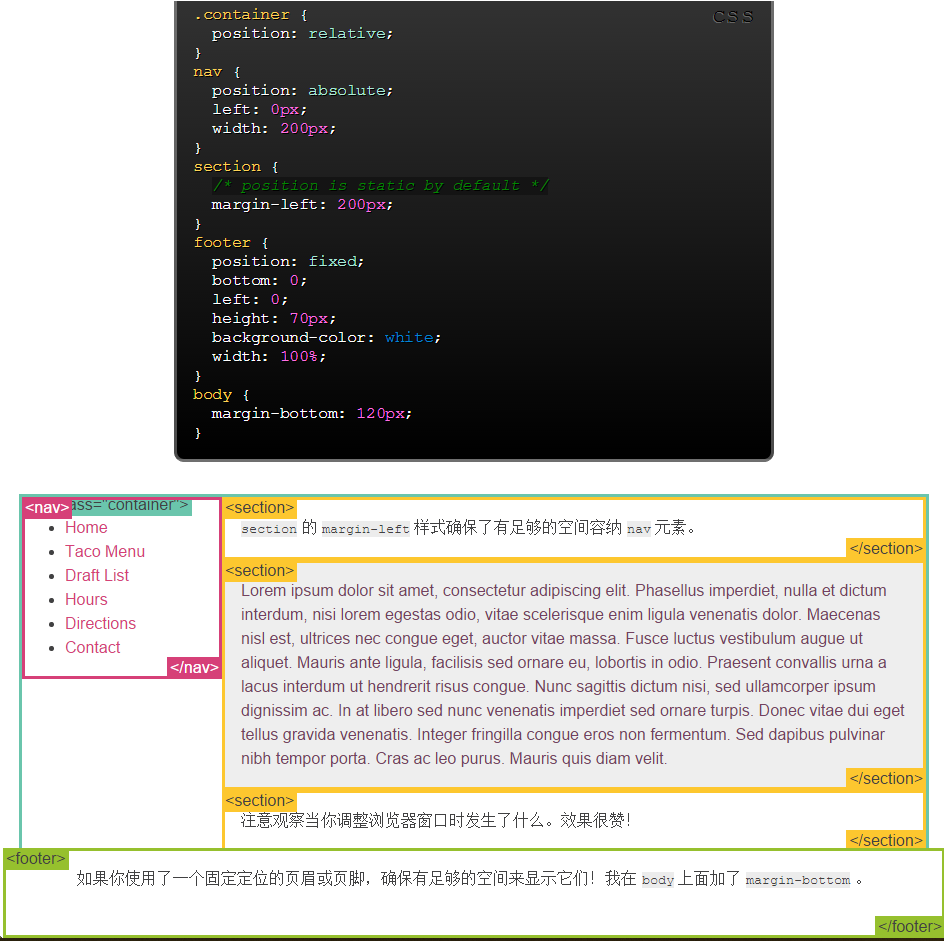 CSS
.container {
position: relative;
}
nav {
position: absolute;
left: 0px;
width: 200px;
}
section {
/* position is static by default */
margin-left: 200px;
}
footer {
position: fixed;
bottom: 0;
left: 0;
height: 70px;
background-color: white;
width: 100%;
}
body {
margin-bottom: 120px;
}
<nav> ass="container">
Home
Taco Menu
Draft List
Hours
Directions
Contact
</nav>
<section>
section 的 margin-left 样式确保了有足够的空间容纳 nav 元素。
</section>
<section>
Lorem ipsum dolor sit amet, consectetur adipiscing elit. Phasellus imperdiet, nulla et dictum
interdum, nisi lorem egestas odio, vitae scelerisque enim ligula venenatis dolor. Maecenas
nisl est, ultrices nec congue eget, auctor vitae massa. Fusce luctus vestibulum augue ut
aliquet. Mauris ante ligula, facilisis sed ornare eu, lobortis in odio. Praesent convallis urna a
lacus interdum ut hendrerit risus congue. Nunc sagittis dictum nisi, sed ullamcorper ipsum
dignissim ac. In at libero sed nunc venenatis imperdiet sed ornare turpis. Donec vitae dui eget
tellus gravida venenatis. Integer fringilla congue eros non fermentum. Sed dapibus pulvinar
nibh tempor porta. Cras ac leo purus. Mauris quis diam velit.
</section>
<section>
注意观察当你调整浏览器窗口时发生了什么。效果很赞！
</section>
<footer>
如果你使用了一个固定定位的页眉或页脚，确保有足够的空间来显示它们！我在 body 上面加了 margin-bottom 。
</footer>